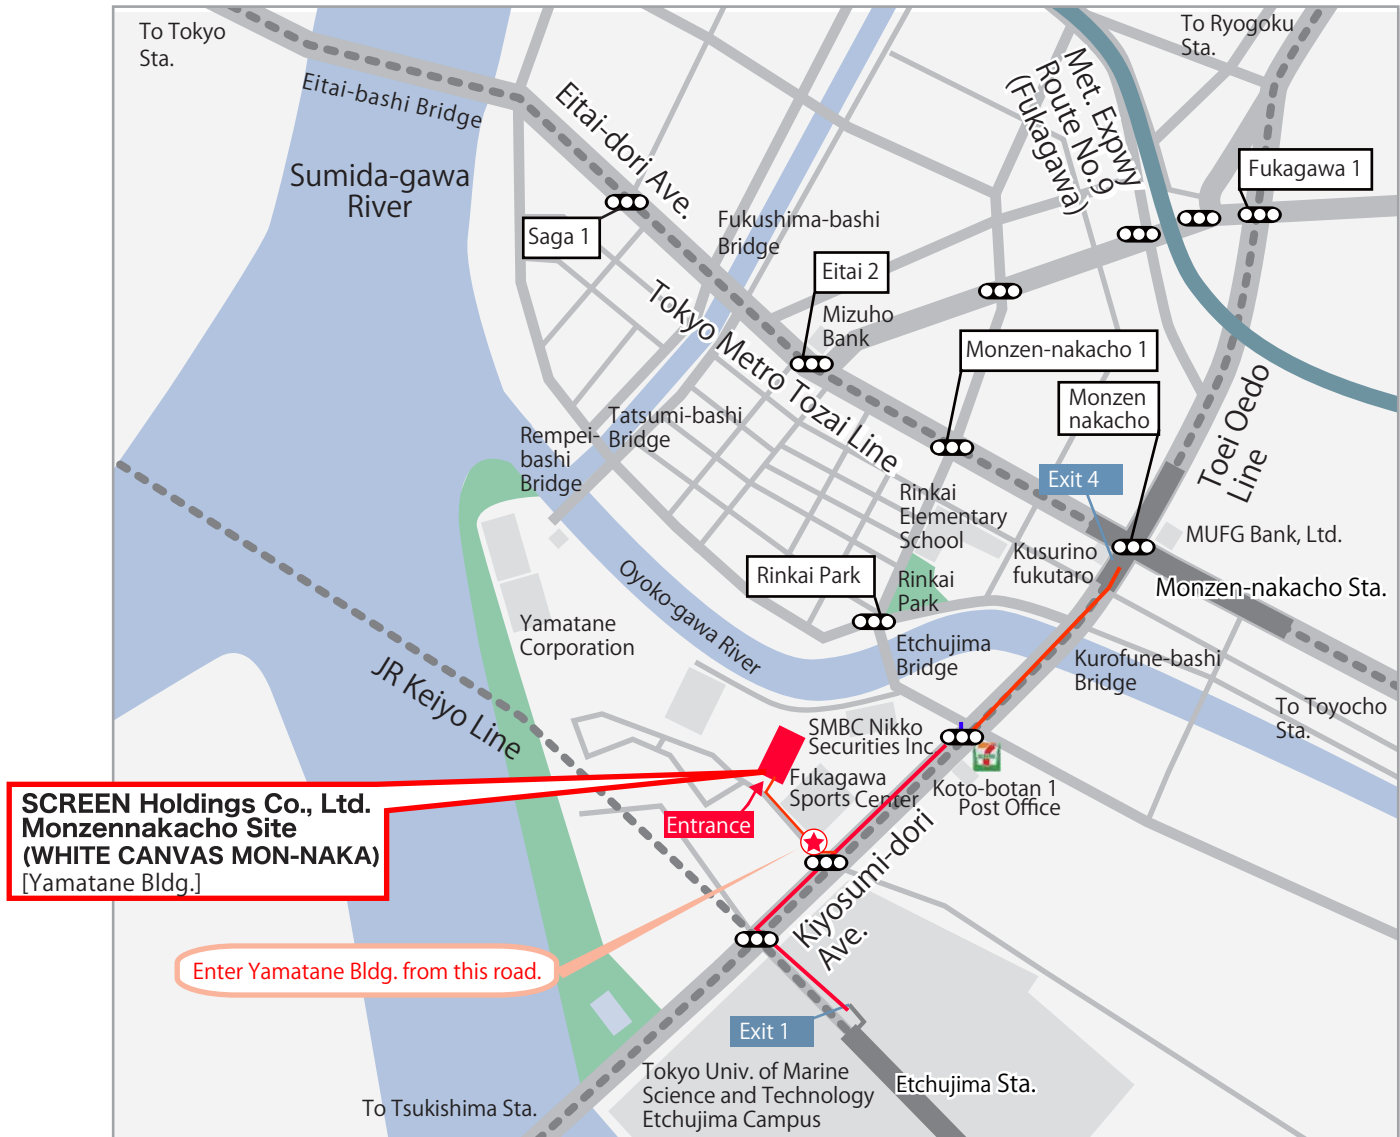 To Tokyo
Sta.
Eitai-bashi Bridge
Sumida-gawa
River
Eitai-dori Ave.
Saga 1
Fukushima-bashi
Bridge
Eitai 2
Mizuho
Bank
To Ryogoku
Sta.
Met. Expwy
Route No.9
(Fukagawa)
Fukagawa 1
Monzen-nakacho 1
Monzen
nakacho
Tokyo Metro Tozai Line
Toei Oedo
Line
Tatsumi-bashi
Bridge
Rempei-
bashi
Bridge
Exit 4
Rinkai
Elementary
School
Kusurino
fukutaro
MUFG Bank, Ltd.
Monzen-nakacho Sta.
Rinkai Park
Rinkai
Park
Oyoko-gawa River
Etchujima
Bridge
Kurofune-bashi
Bridge
Yamatane
Corporation
JR Keiyo Line
To Toyocho
Sta.
SMBC Nikko
Securities Inc
Fukagawa
Sports Center
Koto-botan 1
Post Office
Entrance
SCREEN Holdings Co., Ltd.
Monzennakacho Site
(WHITE CANVAS MON-NAKA)
[Yamatane Bldg.]
Kiyosumi-dori
Ave.
Enter Yamatane Bldg. from this road.
Exit 1
Tokyo Univ. of Marine
Science and Technology
Etchujima Campus
Etchujima Sta.
To Tsukishima Sta.